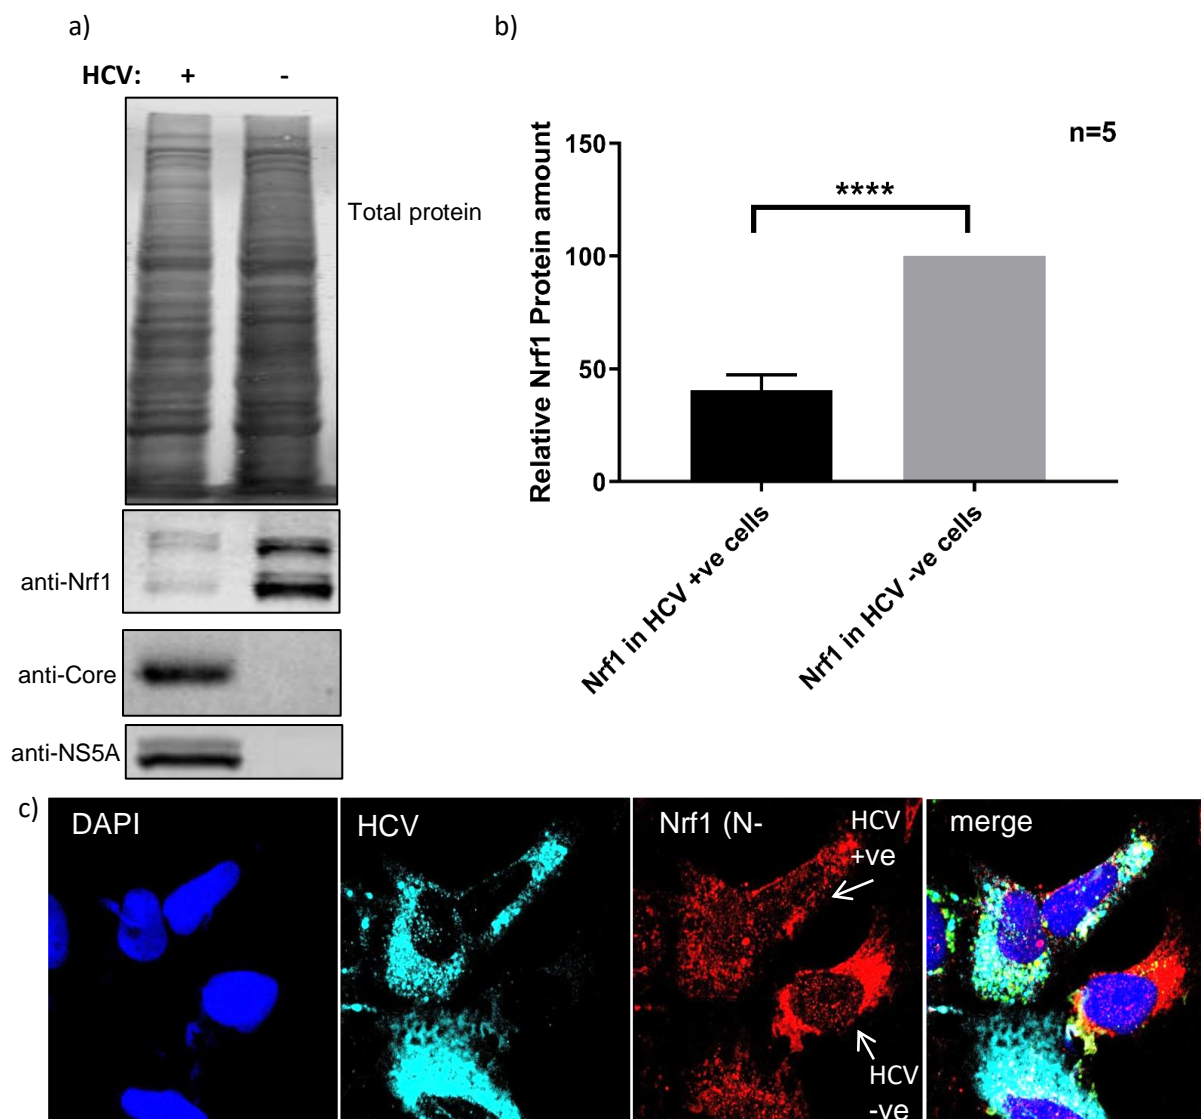 a)
HCV: + -
Total protein
anti-Nrf1
anti-Core
anti-NS5A
b)
n=5
Relative Nrf1 Protein amount
150
100
50
0
****
Nrf1 in HCV +ve cells
Nrf1 in HCV -ve cells
c)
DAPI
HCV
Nrf1 (N-
HCV
+ve
HCV
-ve
merge